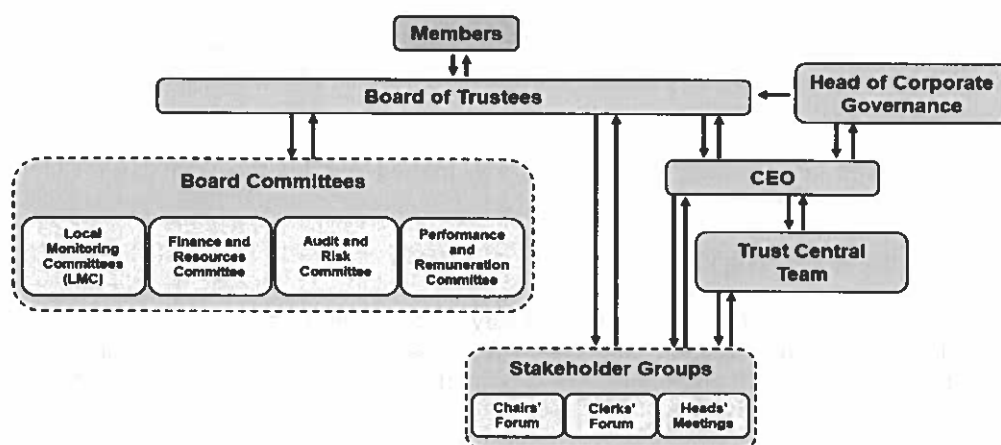 Members
Board of Trustees
Head of Corporate
Governance
Board Committees
CEO
Local
Monitoring
Committees
(LMC)
Finance and
Resources
Committee
Audit and
Risk
Committee
Performance
and
Remuneration
Committee
Trust Central
Team
Stakeholder Groups
Chairs'
Forum
Clerks'
Forum
Heads'
Meetings